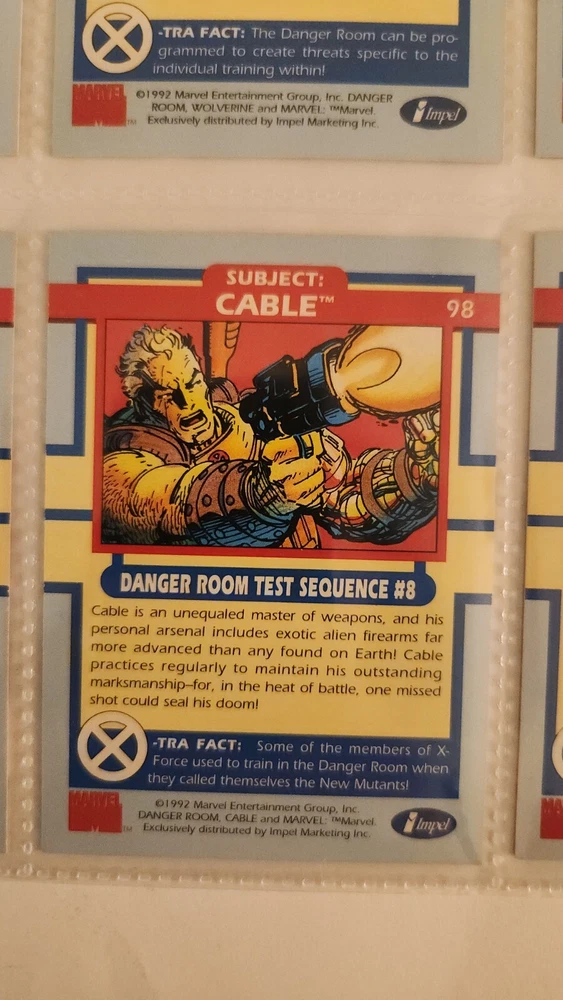 -TRA FACT: The Danger Room can be pro-
grammed to create threats specific to the
individual training within!
MARVEL
©1992 Marvel Entertainment Group, Inc. DANGER
ROOM, WOLVERINE and MARVEL: ™Marvel.
Exclusively distributed by Impel Marketing Inc.
Impel
SUBJECT:
CABLE™
98
DANGER ROOM TEST SEQUENCE #8
Cable is an unequaled master of weapons, and his
personal arsenal includes exotic alien firearms far
more advanced than any found on Earth! Cable
practices regularly to maintain his outstanding
marksmanship–for, in the heat of battle, one missed
shot could seal his doom!
X-TRA FACT: Some of the members of X-
Force used to train in the Danger Room when
they called themselves the New Mutants!
MARVEL
©1992 Marvel Entertainment Group, Inc.
DANGER ROOM, CABLE and MARVEL: ™Marvel.
Exclusively distributed by Impel Marketing Inc.
Impel